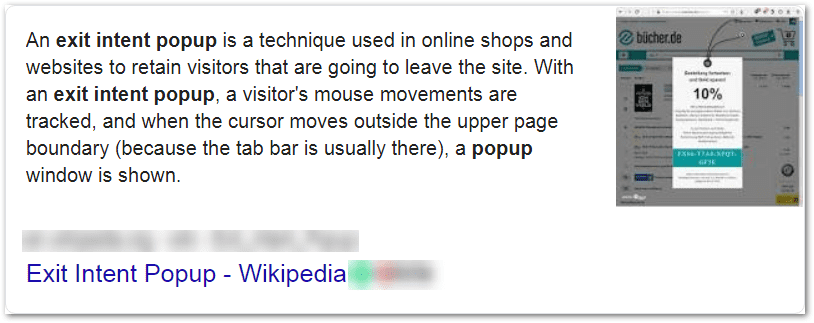 An exit intent popup is a technique used in online shops and
websites to retain visitors that are going to leave the site. With
an exit intent popup, a visitor's mouse movements are
tracked, and when the cursor moves outside the upper page
boundary (because the tab bar is usually there), a popup
window is shown.
bücher.de
10%
Exit Intent Popup - Wikipedia